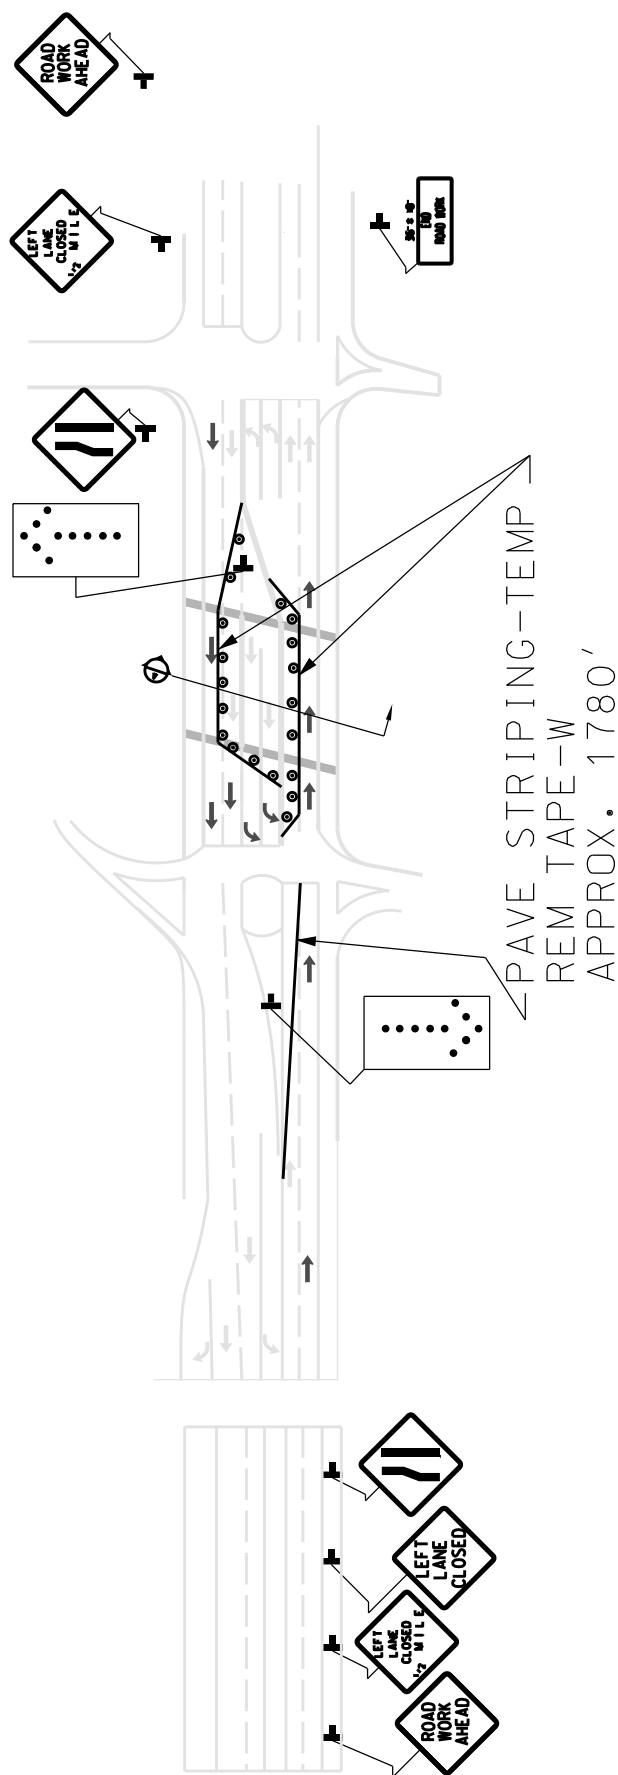 ROAD
WORK
AHEAD
LEFT
LANE
CLOSED
1/2 MILE
END
ROAD WORK
PAVE STRIPING-TEMP
REM TAPE-W
APPROX. 1780'
LEFT
LANE
CLOSED
LEFT
LANE
CLOSED
1/2 MILE
ROAD
WORK
AHEAD